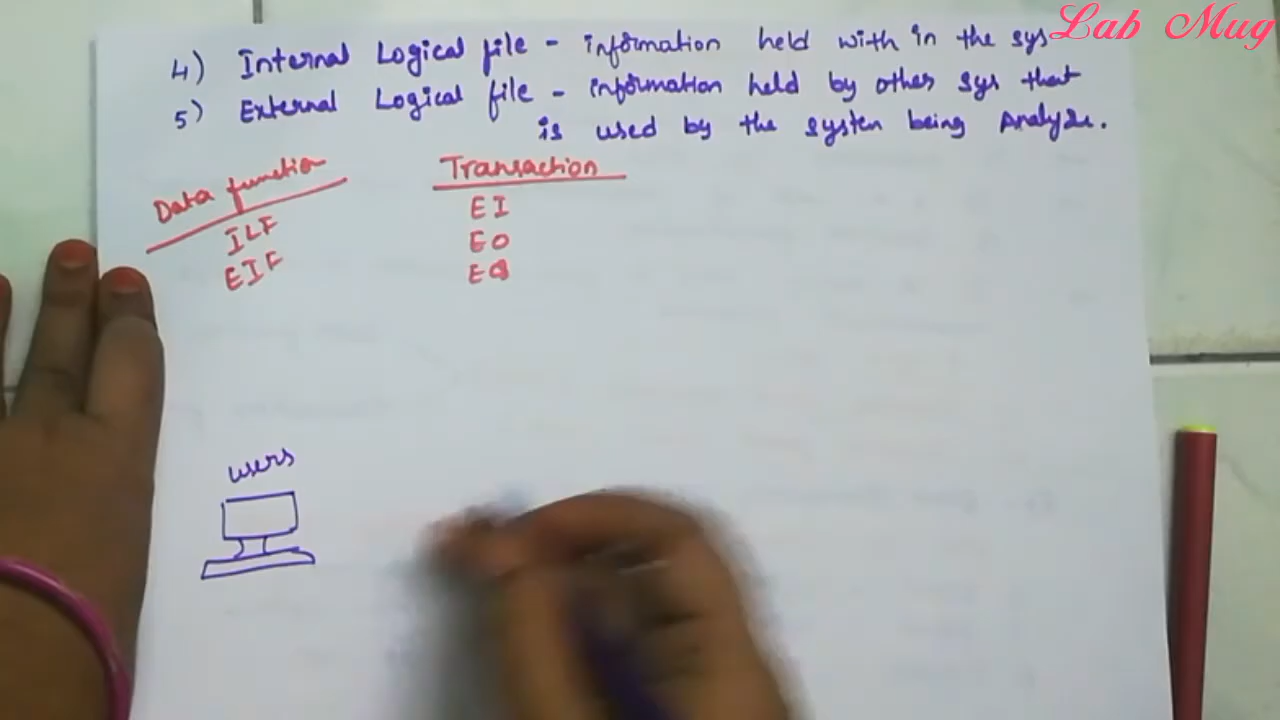 Lab Mug
4) Internal Logical file - information held with in the sys
5) External Logical file - information held by other sys that
is used by the system being Analyze.
Data function
ILF
EIF
Transaction
EI
EO
EQ
users